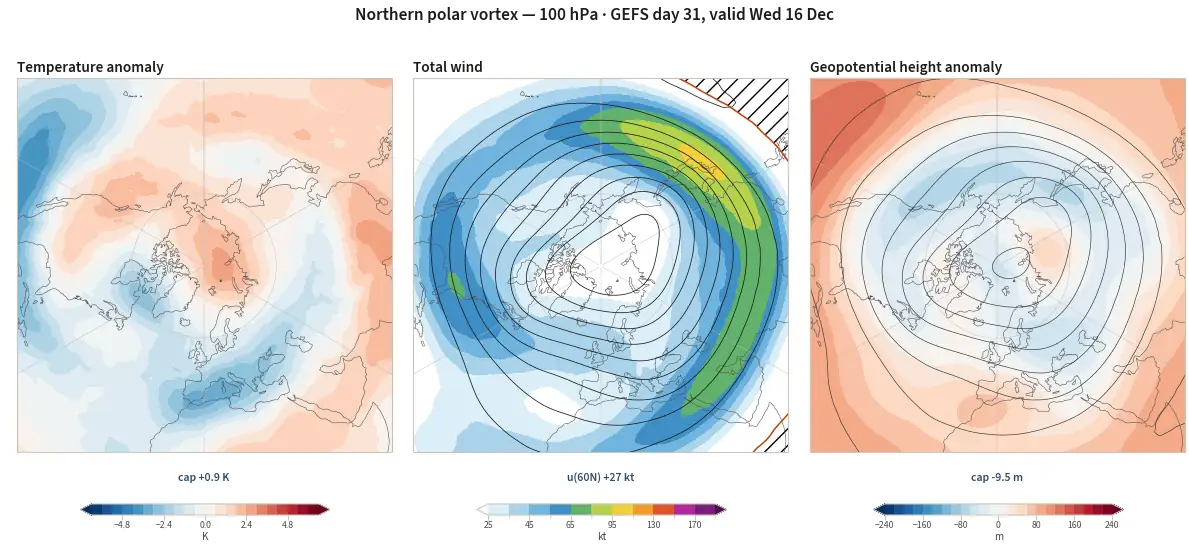 Northern polar vortex — 100 hPa · GEFS day 31, valid Wed 16 Dec
Temperature anomaly
Total wind
Geopotential height anomaly
cap +0.9 K
u(60N) +27 kt
cap -9.5 m
−4.8 −2.4 0.0 2.4 4.8
K
25 45 65 95 130 170
kt
−240 −160 −80 0 80 160 240
m